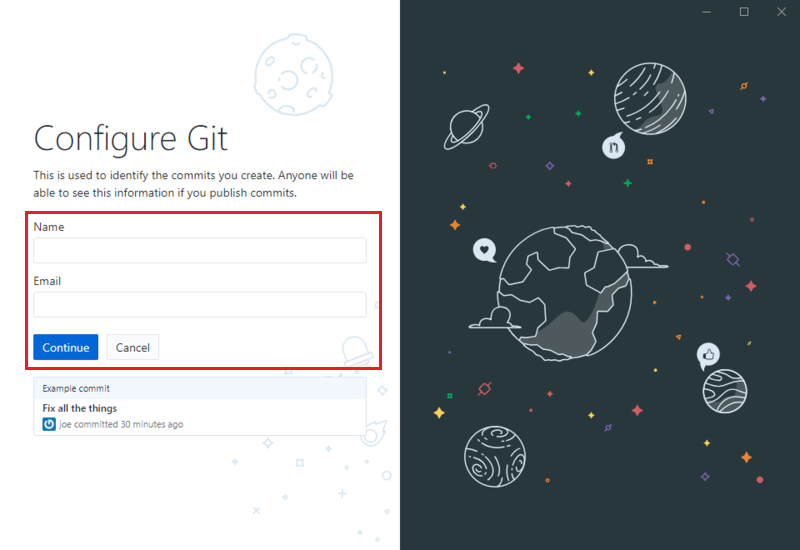 Configure Git
This is used to identify the commits you create. Anyone will be
able to see this information if you publish commits.
Name
Email
Continue
Cancel
Example commit
Fix all the things
joe committed 30 minutes ago